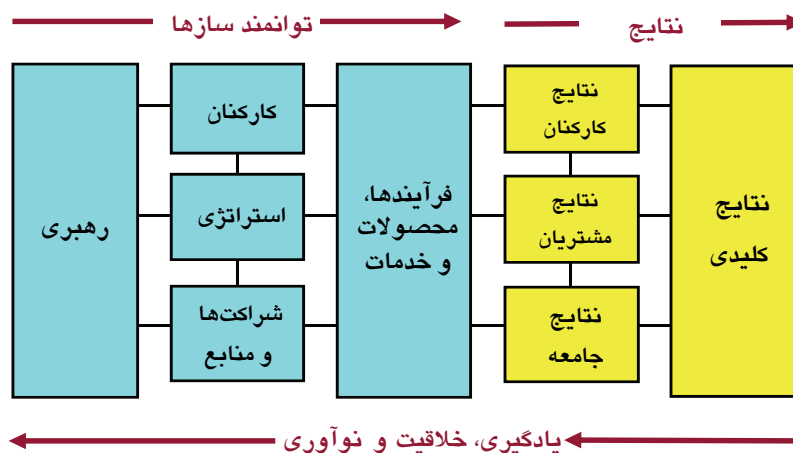 توانمند سازها
نتایج
رهبری
کارکنان
استراتژی
شراکت‌ها
و منابع
فرآیندها،
محصولات
و خدمات
نتایج
کارکنان
نتایج
مشتریان
نتایج
جامعه
نتایج
کلیدی
یادگیری، خلاقیت و نوآوری